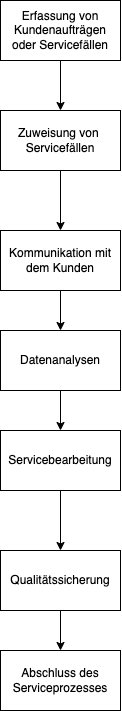 Erfassung von
Kundenaufträgen
oder Servicefällen
Zuweisung von
Servicefällen
Kommunikation mit
dem Kunden
Datenanalysen
Servicebearbeitung
Qualitätssicherung
Abschluss des
Serviceprozesses